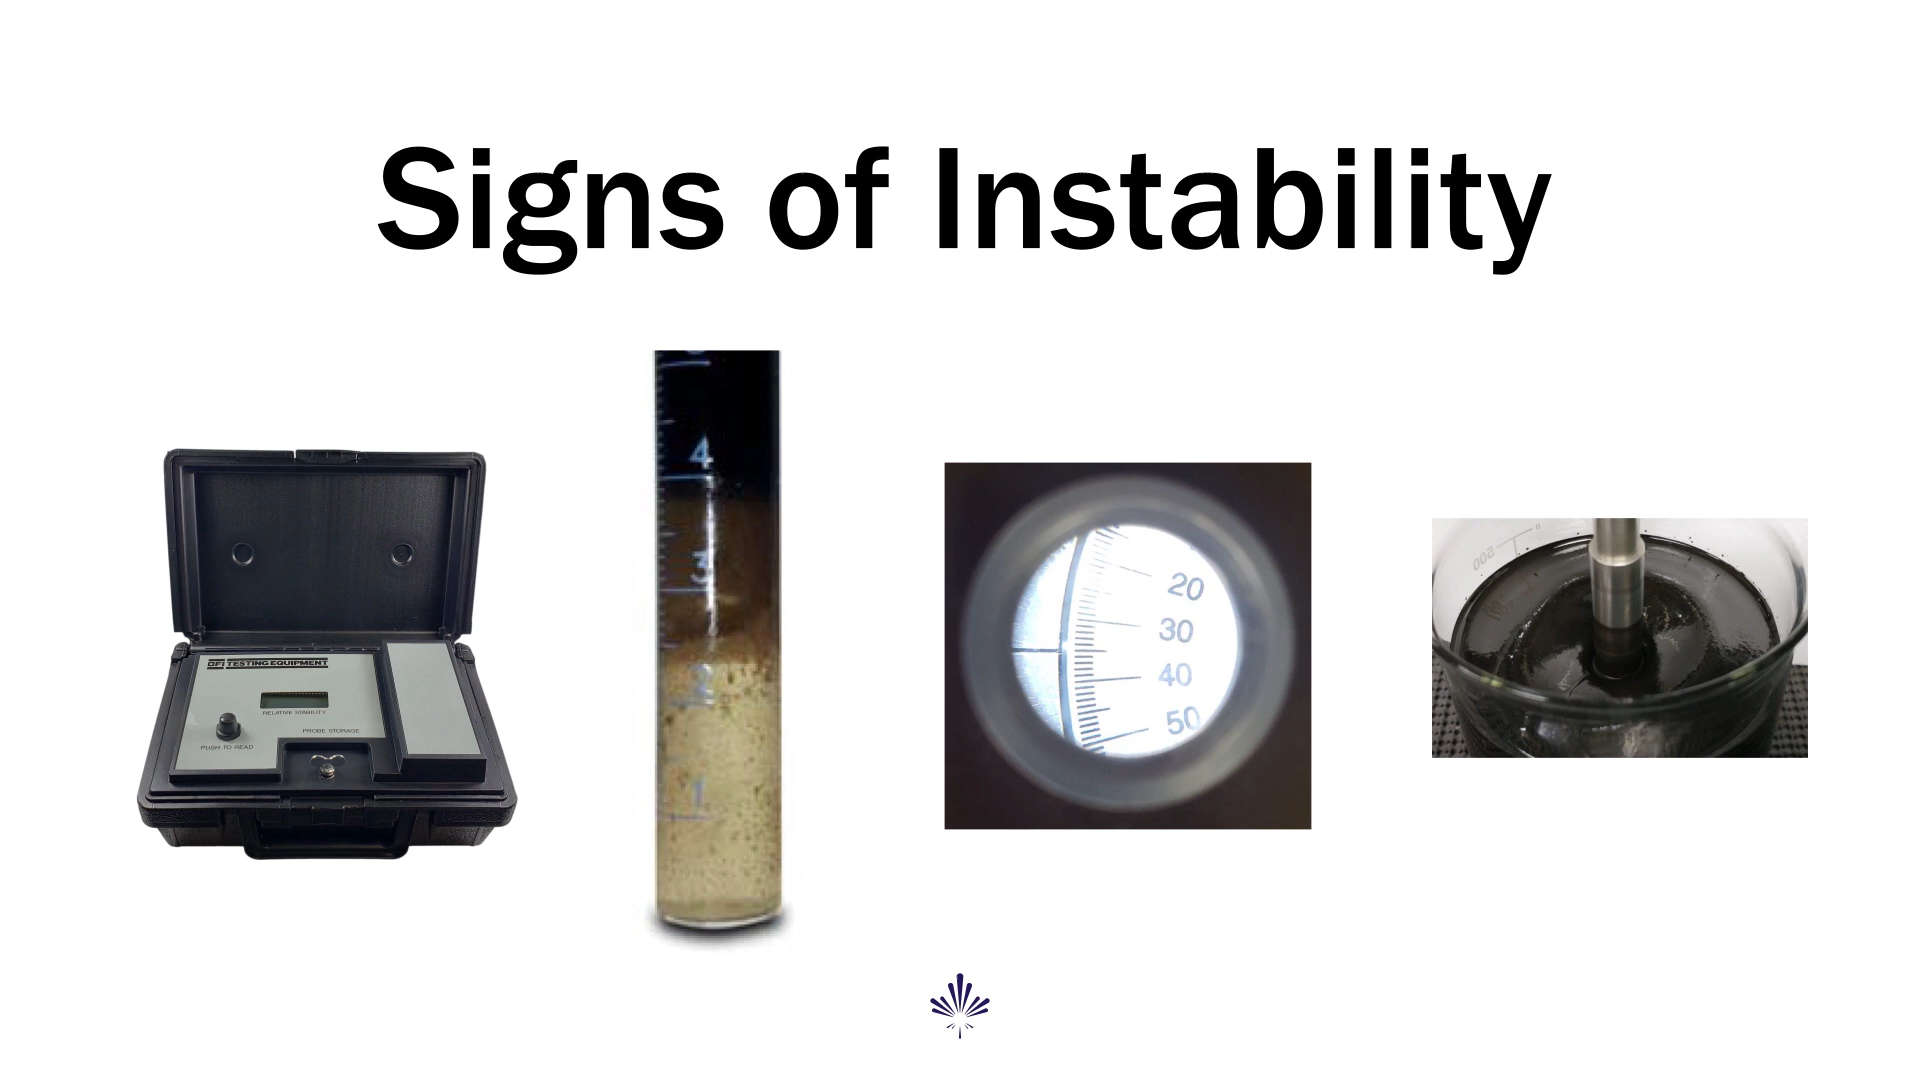 Signs of Instability
OFI TESTING EQUIPMENT
RELATIVE STABILITY
PUSH TO READ
PROBE STORAGE
4
3
2
1
20
30
40
50
500